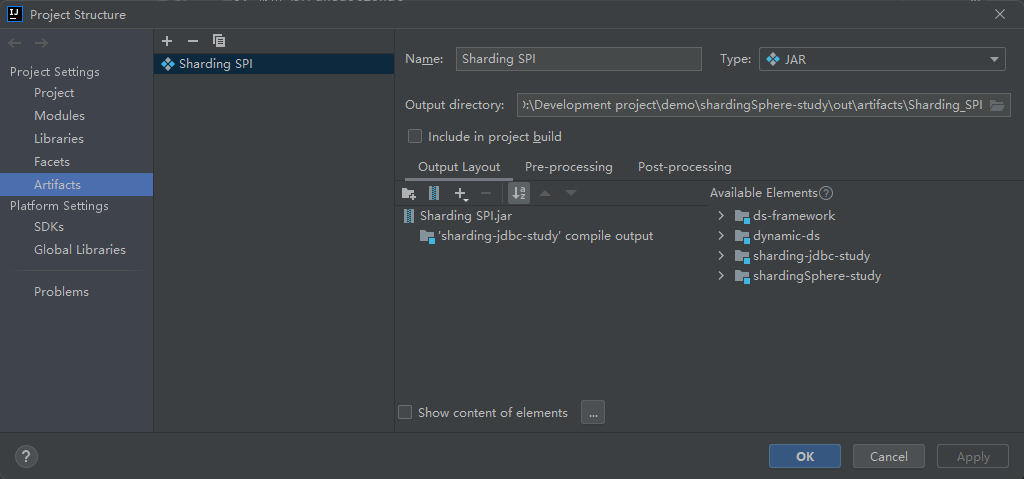 Project Structure
Project Settings
Project
Modules
Libraries
Facets
Artifacts
Platform Settings
SDKs
Global Libraries
Problems
Sharding SPI
Name: Sharding SPI
Type: JAR
Output directory: :\Development project\demo\shardingSphere-study\out\artifacts\Sharding_SPI
Include in project build
Output Layout Pre-processing Post-processing
Sharding SPI.jar
'sharding-jdbc-study' compile output
Available Elements
ds-framework
dynamic-ds
sharding-jdbc-study
shardingSphere-study
Show content of elements ...
OK Cancel Apply